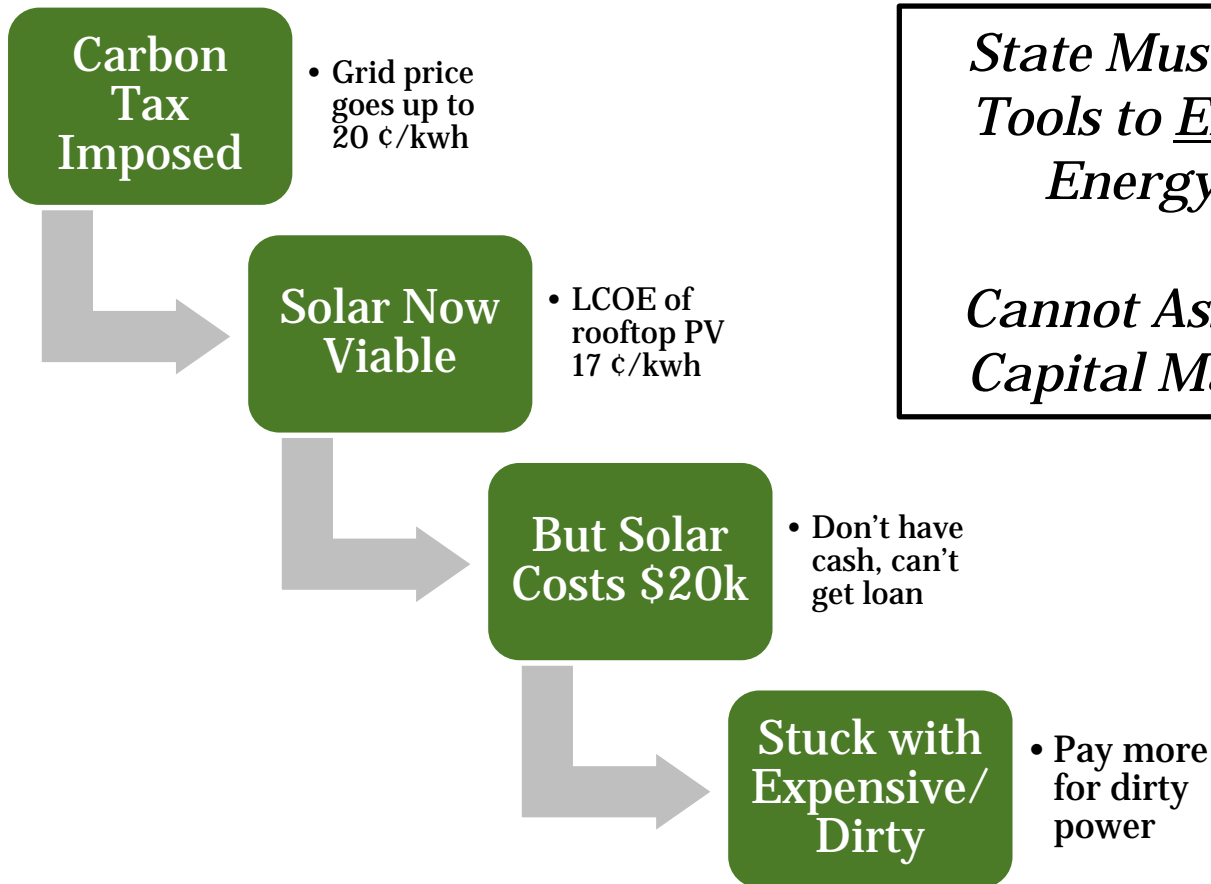 Carbon
Tax
Imposed
• Grid price
goes up to
20 ¢/kwh
State
Tools to
Energy
Cannot
Capital
Solar Now
Viable
• LCOE of
rooftop PV
17 ¢/kwh
But Solar
Costs $20k
• Don’t have
cash, can’t
get loan
Stuck with
Expensive/
Dirty
• Pay more
for dirty
power